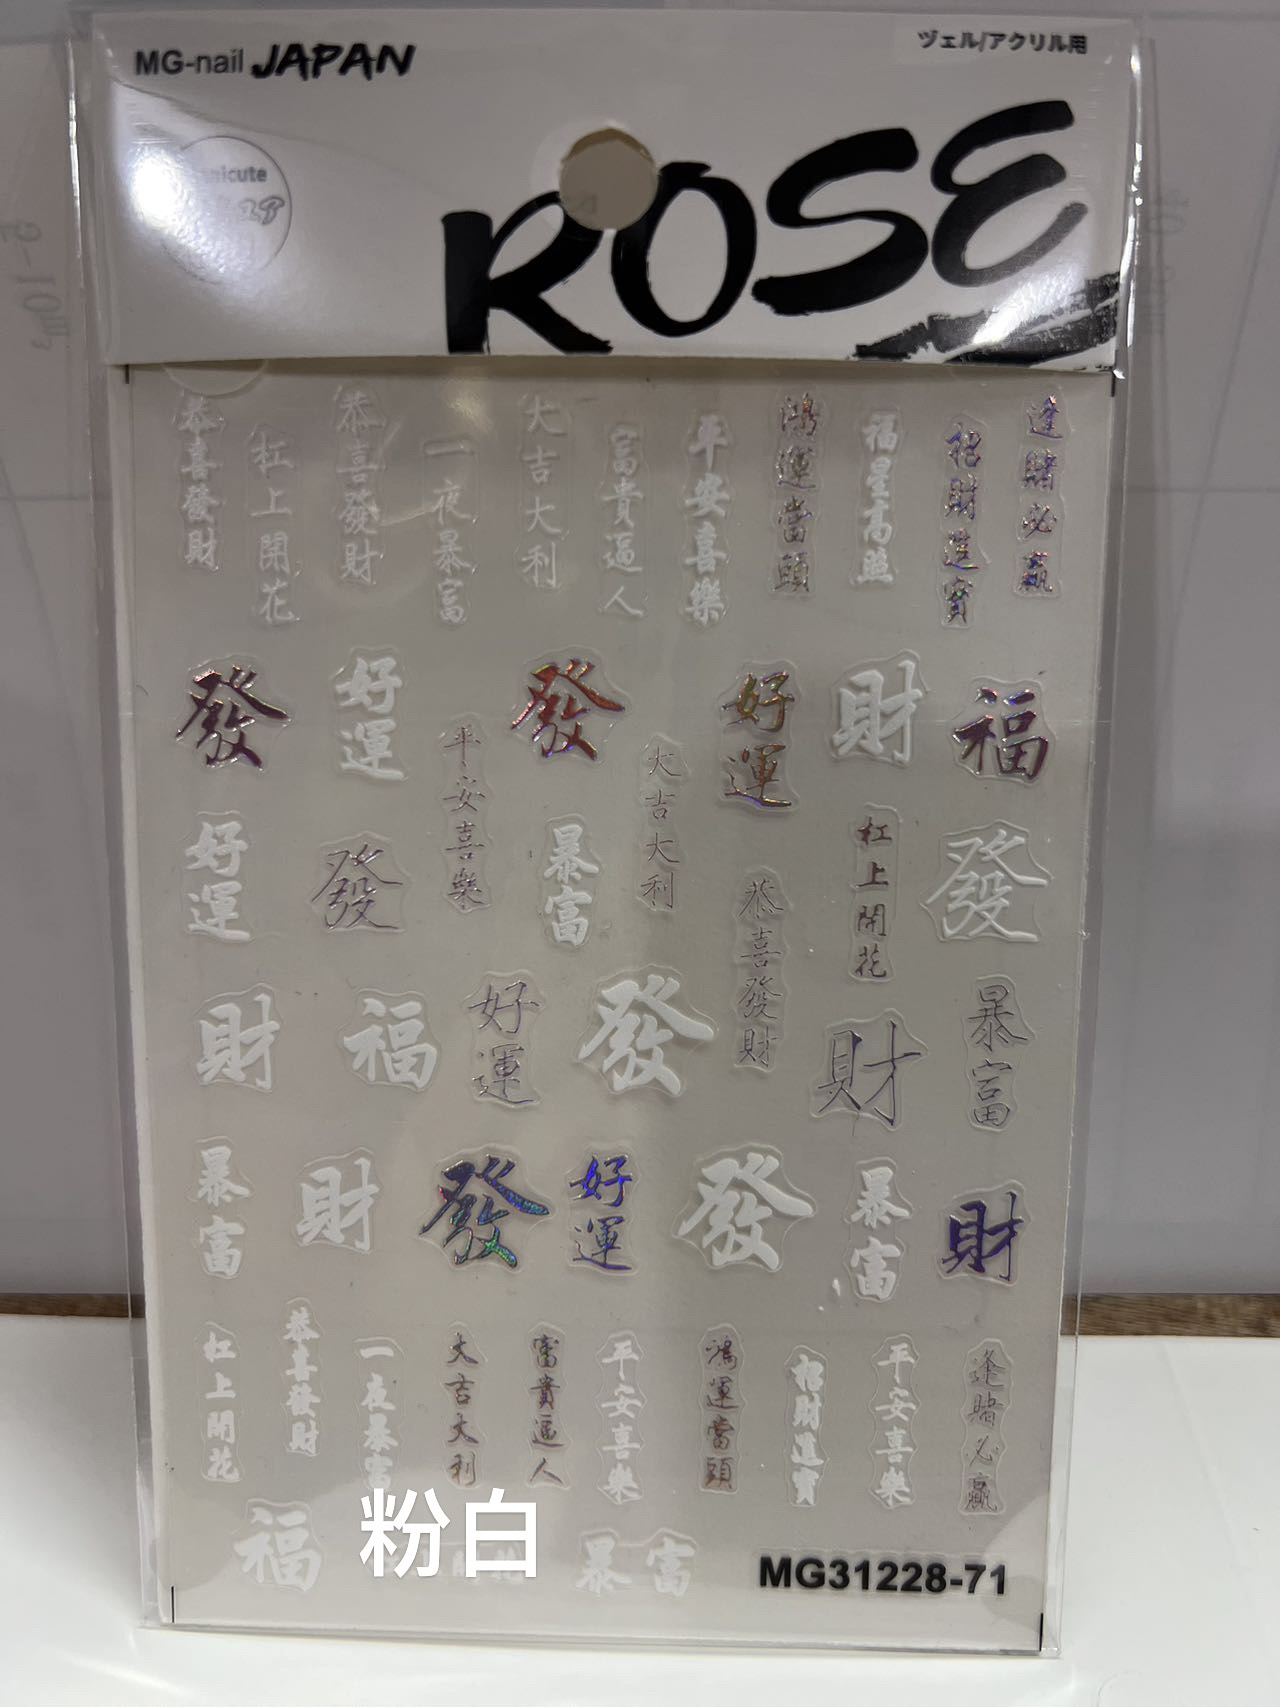 MG-nail JAPAN
ヅェル/アクリル用
ROSE
恭喜發財
杠上開花
恭喜發財
一夜暴富
大吉大利
富貴逼人
平安喜樂
鴻運當頭
福星高照
招財進寶
逢賭必贏
發
好運
發
好運
財
福
平安喜樂
大吉大利
好運
發
暴富
恭喜發財
杠上開花
發
財
福
好運
發
財
暴富
暴富
財
發
好運
發
暴富
財
杠上開花
恭喜發財
一夜暴富
大吉大利
富貴逼人
平安喜樂
鴻運當頭
招財進寶
平安喜樂
逢賭必贏
福
粉白
暴富
MG31228-71